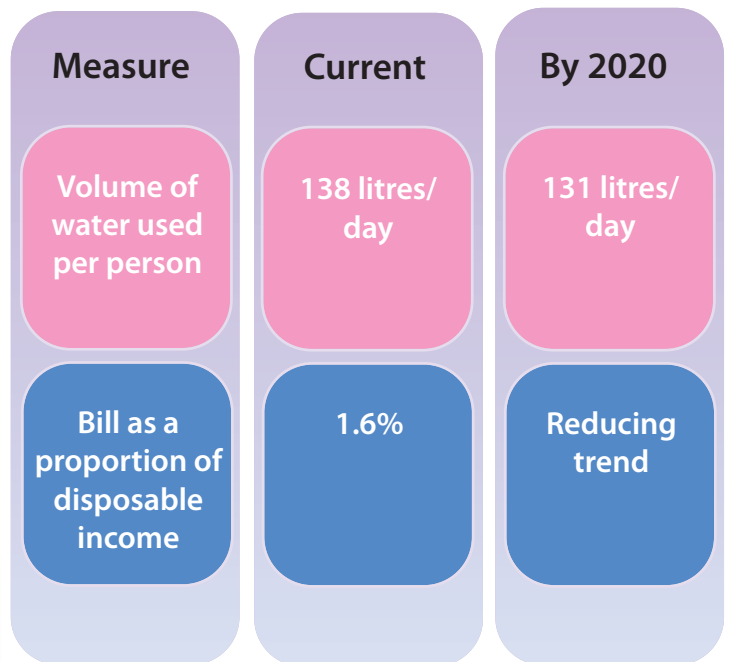 Measure
Current
By 2020
Volume of
water used
per person
138 litres/
day
131 litres/
day
Bill as a
proportion of
disposable
income
1.6%
Reducing
trend